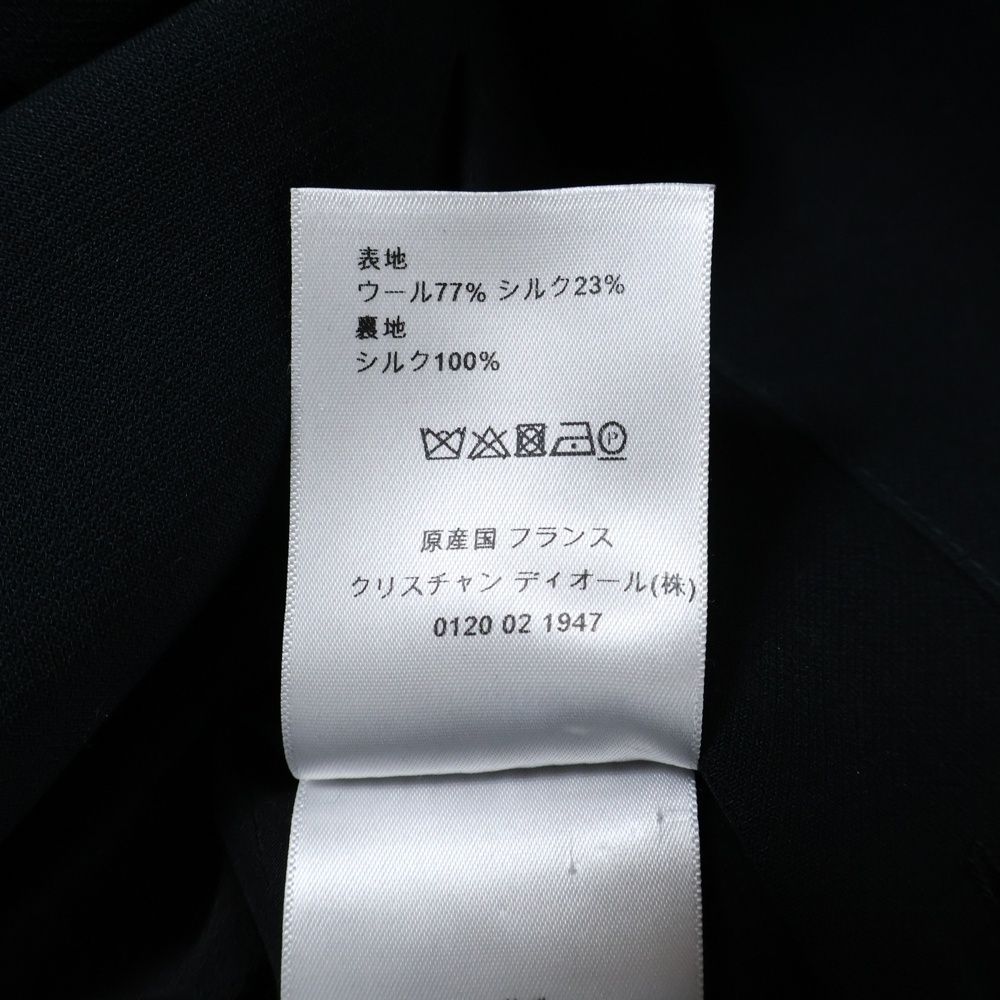 表地
ウール77% シルク23%
裏地
シルク100%
P
原産国 フランス
クリスチャン ディオール(株)
0120 02 1947